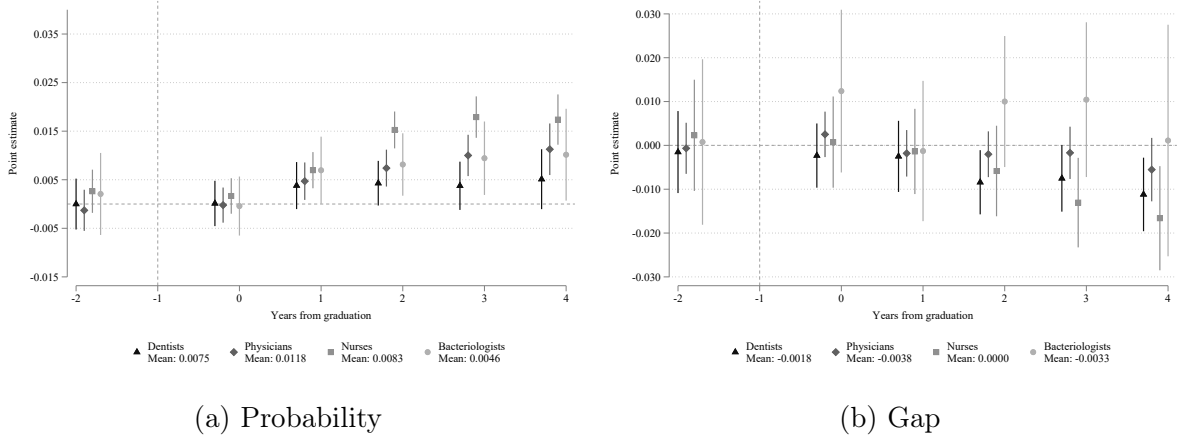 0.035
0.025
0.015
0.005
-0.005
-0.015
Point estimate
-2 -1 0 1 2 3 4
Years from graduation
Dentists
Mean: 0.0075
Physicians
Mean: 0.0118
Nurses
Mean: 0.0083
Bacteriologists
Mean: 0.0046
(a) Probability
0.030
0.020
0.010
0.000
-0.010
-0.020
-0.030
Point estimate
-2 -1 0 1 2 3 4
Years from graduation
Dentists
Mean: -0.0018
Physicians
Mean: -0.0038
Nurses
Mean: 0.0000
Bacteriologists
Mean: -0.0033
(b) Gap